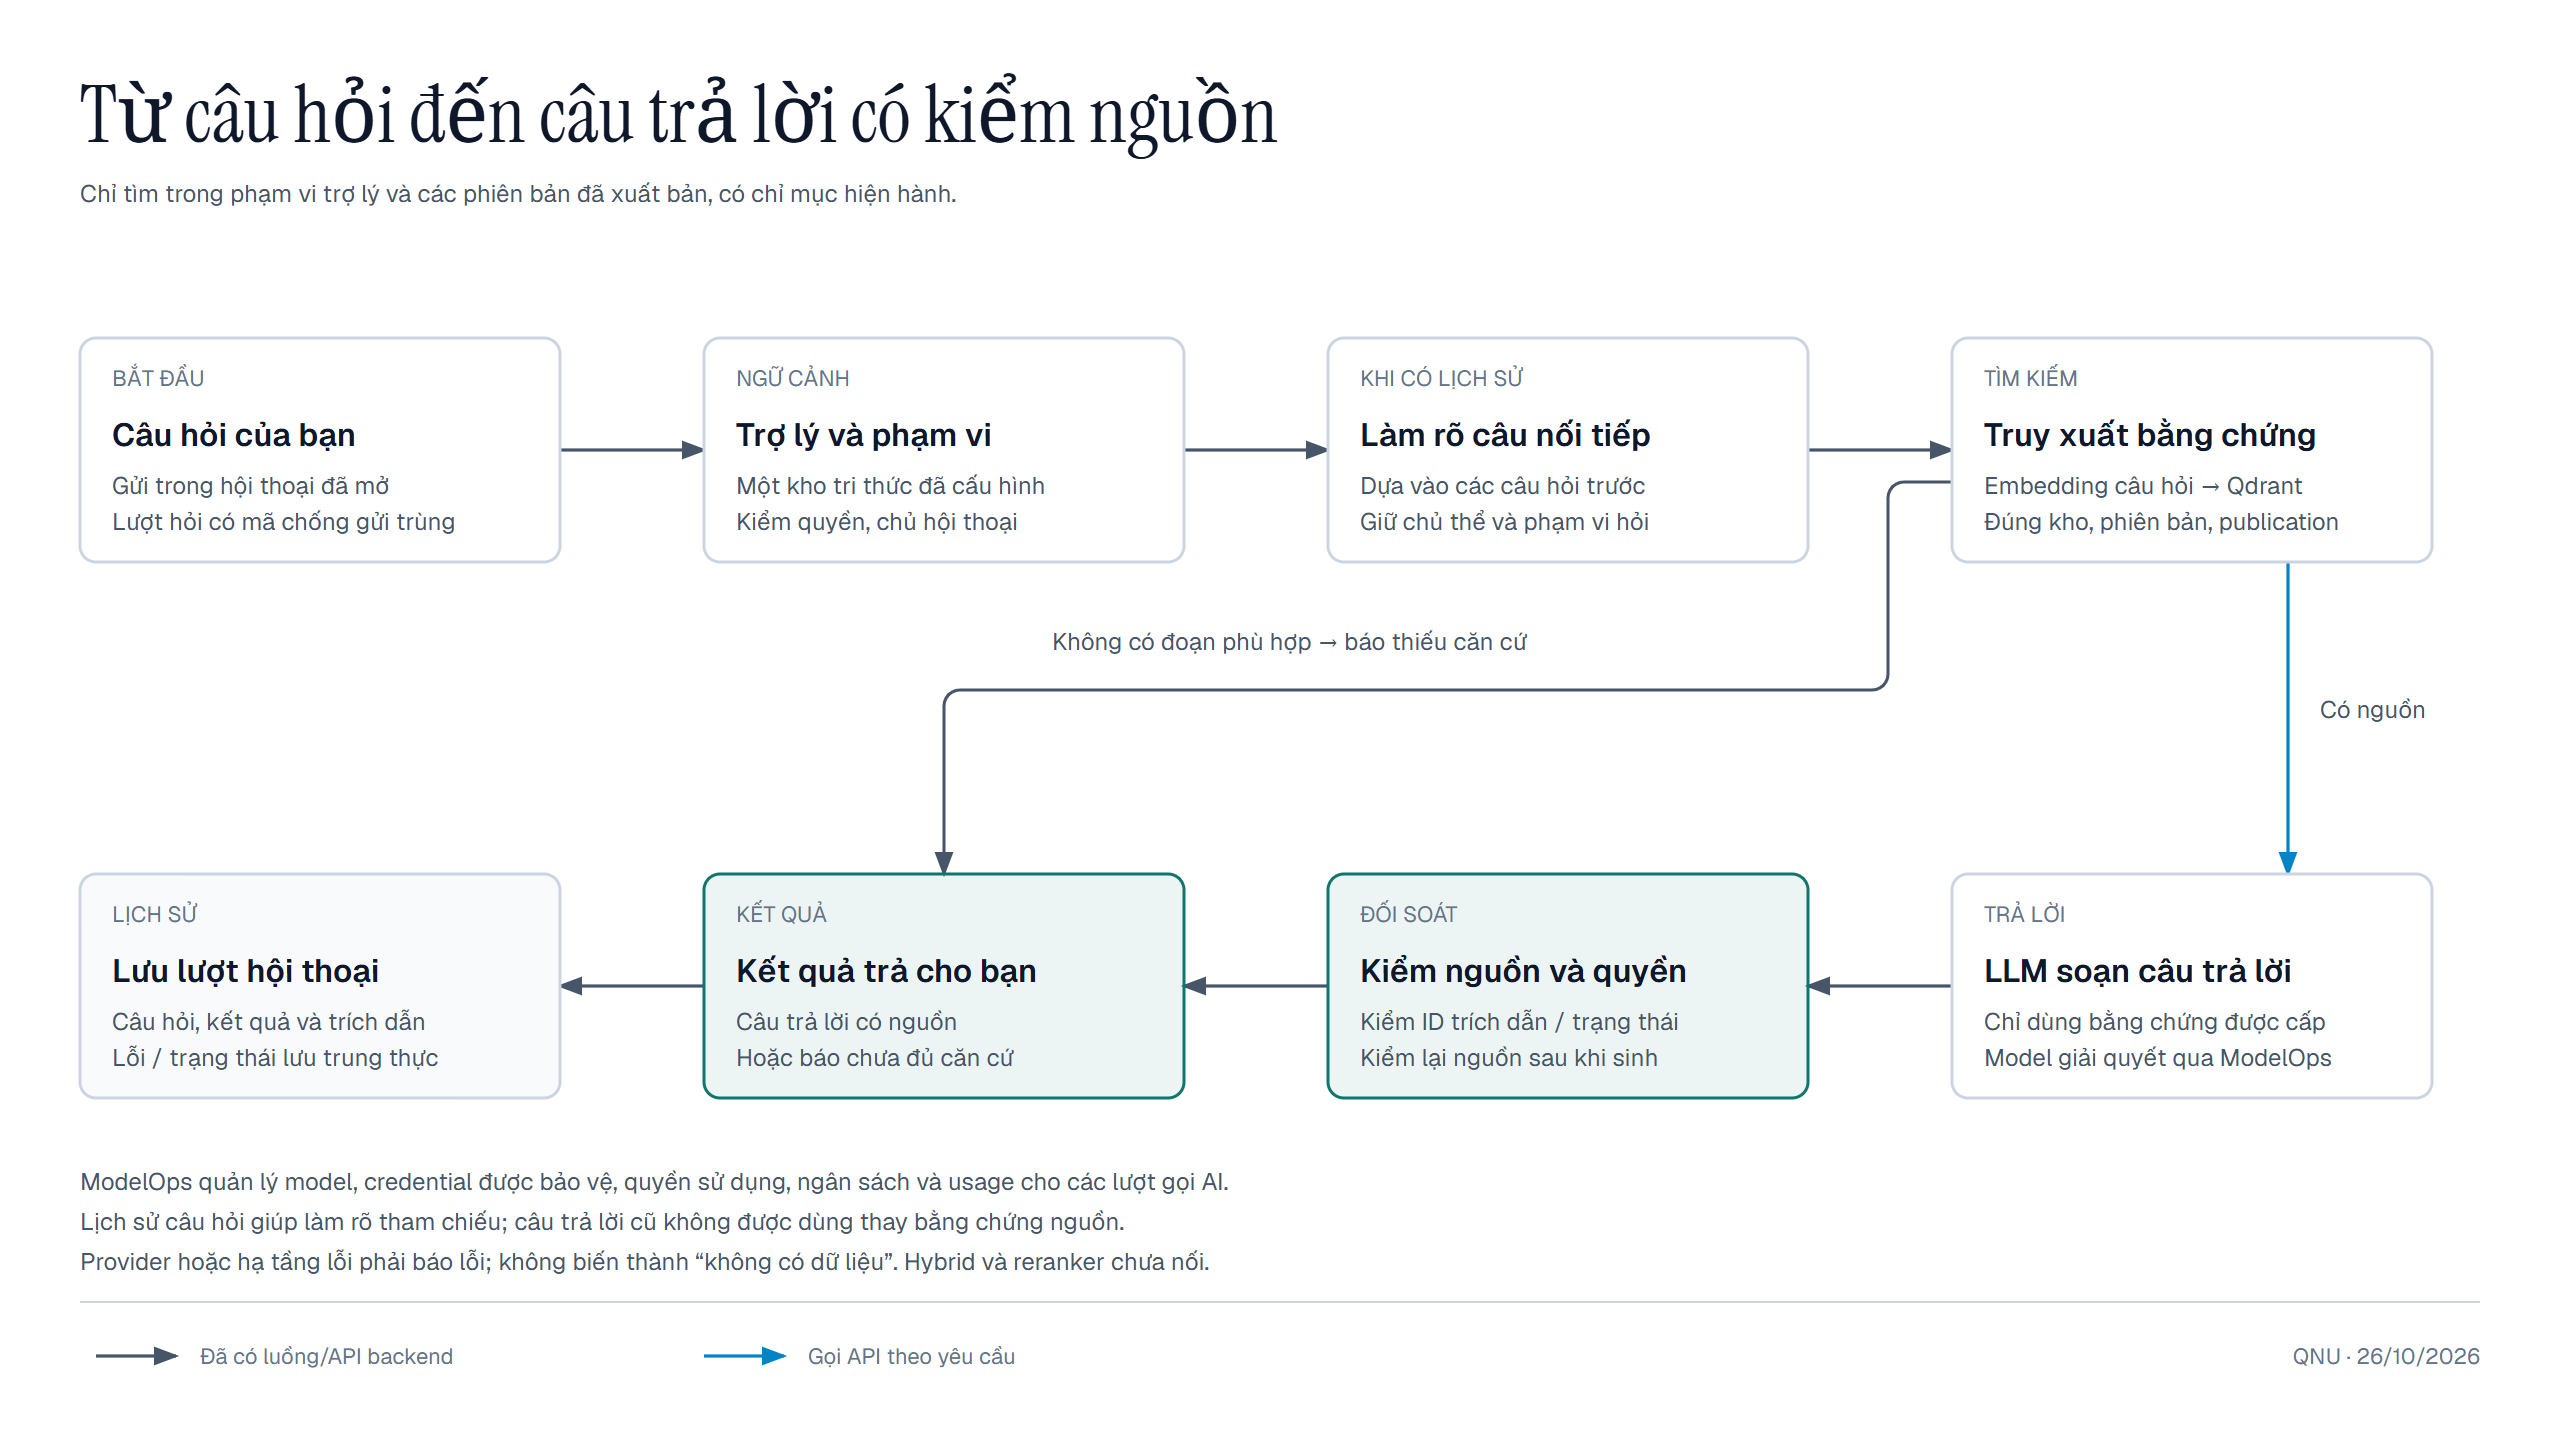 Từ câu hỏi đến câu trả lời có kiểm nguồn
Chỉ tìm trong phạm vi trợ lý và các phiên bản đã xuất bản, có chỉ mục hiện hành.
BẮT ĐẦU
Câu hỏi của bạn
Gửi trong hội thoại đã mở
Lượt hỏi có mã chống gửi trùng
NGỮ CẢNH
Trợ lý và phạm vi
Một kho tri thức đã cấu hình
Kiểm quyền, chủ hội thoại
KHI CÓ LỊCH SỬ
Làm rõ câu nối tiếp
Dựa vào các câu hỏi trước
Giữ chủ thể và phạm vi hỏi
TÌM KIẾM
Truy xuất bằng chứng
Embedding câu hỏi → Qdrant
Đúng kho, phiên bản, publication
Không có đoạn phù hợp → báo thiếu căn cứ
Có nguồn
LỊCH SỬ
Lưu lượt hội thoại
Câu hỏi, kết quả và trích dẫn
Lỗi / trạng thái lưu trung thực
KẾT QUẢ
Kết quả trả cho bạn
Câu trả lời có nguồn
Hoặc báo chưa đủ căn cứ
ĐỐI SOÁT
Kiểm nguồn và quyền
Kiểm ID trích dẫn / trạng thái
Kiểm lại nguồn sau khi sinh
TRẢ LỜI
LLM soạn câu trả lời
Chỉ dùng bằng chứng được cấp
Model giải quyết qua ModelOps
ModelOps quản lý model, credential được bảo vệ, quyền sử dụng, ngân sách và usage cho các lượt gọi AI.
Lịch sử câu hỏi giúp làm rõ tham chiếu; câu trả lời cũ không được dùng thay bằng chứng nguồn.
Provider hoặc hạ tầng lỗi phải báo lỗi; không biến thành “không có dữ liệu”. Hybrid và reranker chưa nối.
Đã có luồng/API backend
Gọi API theo yêu cầu
QNU · 26/10/2026